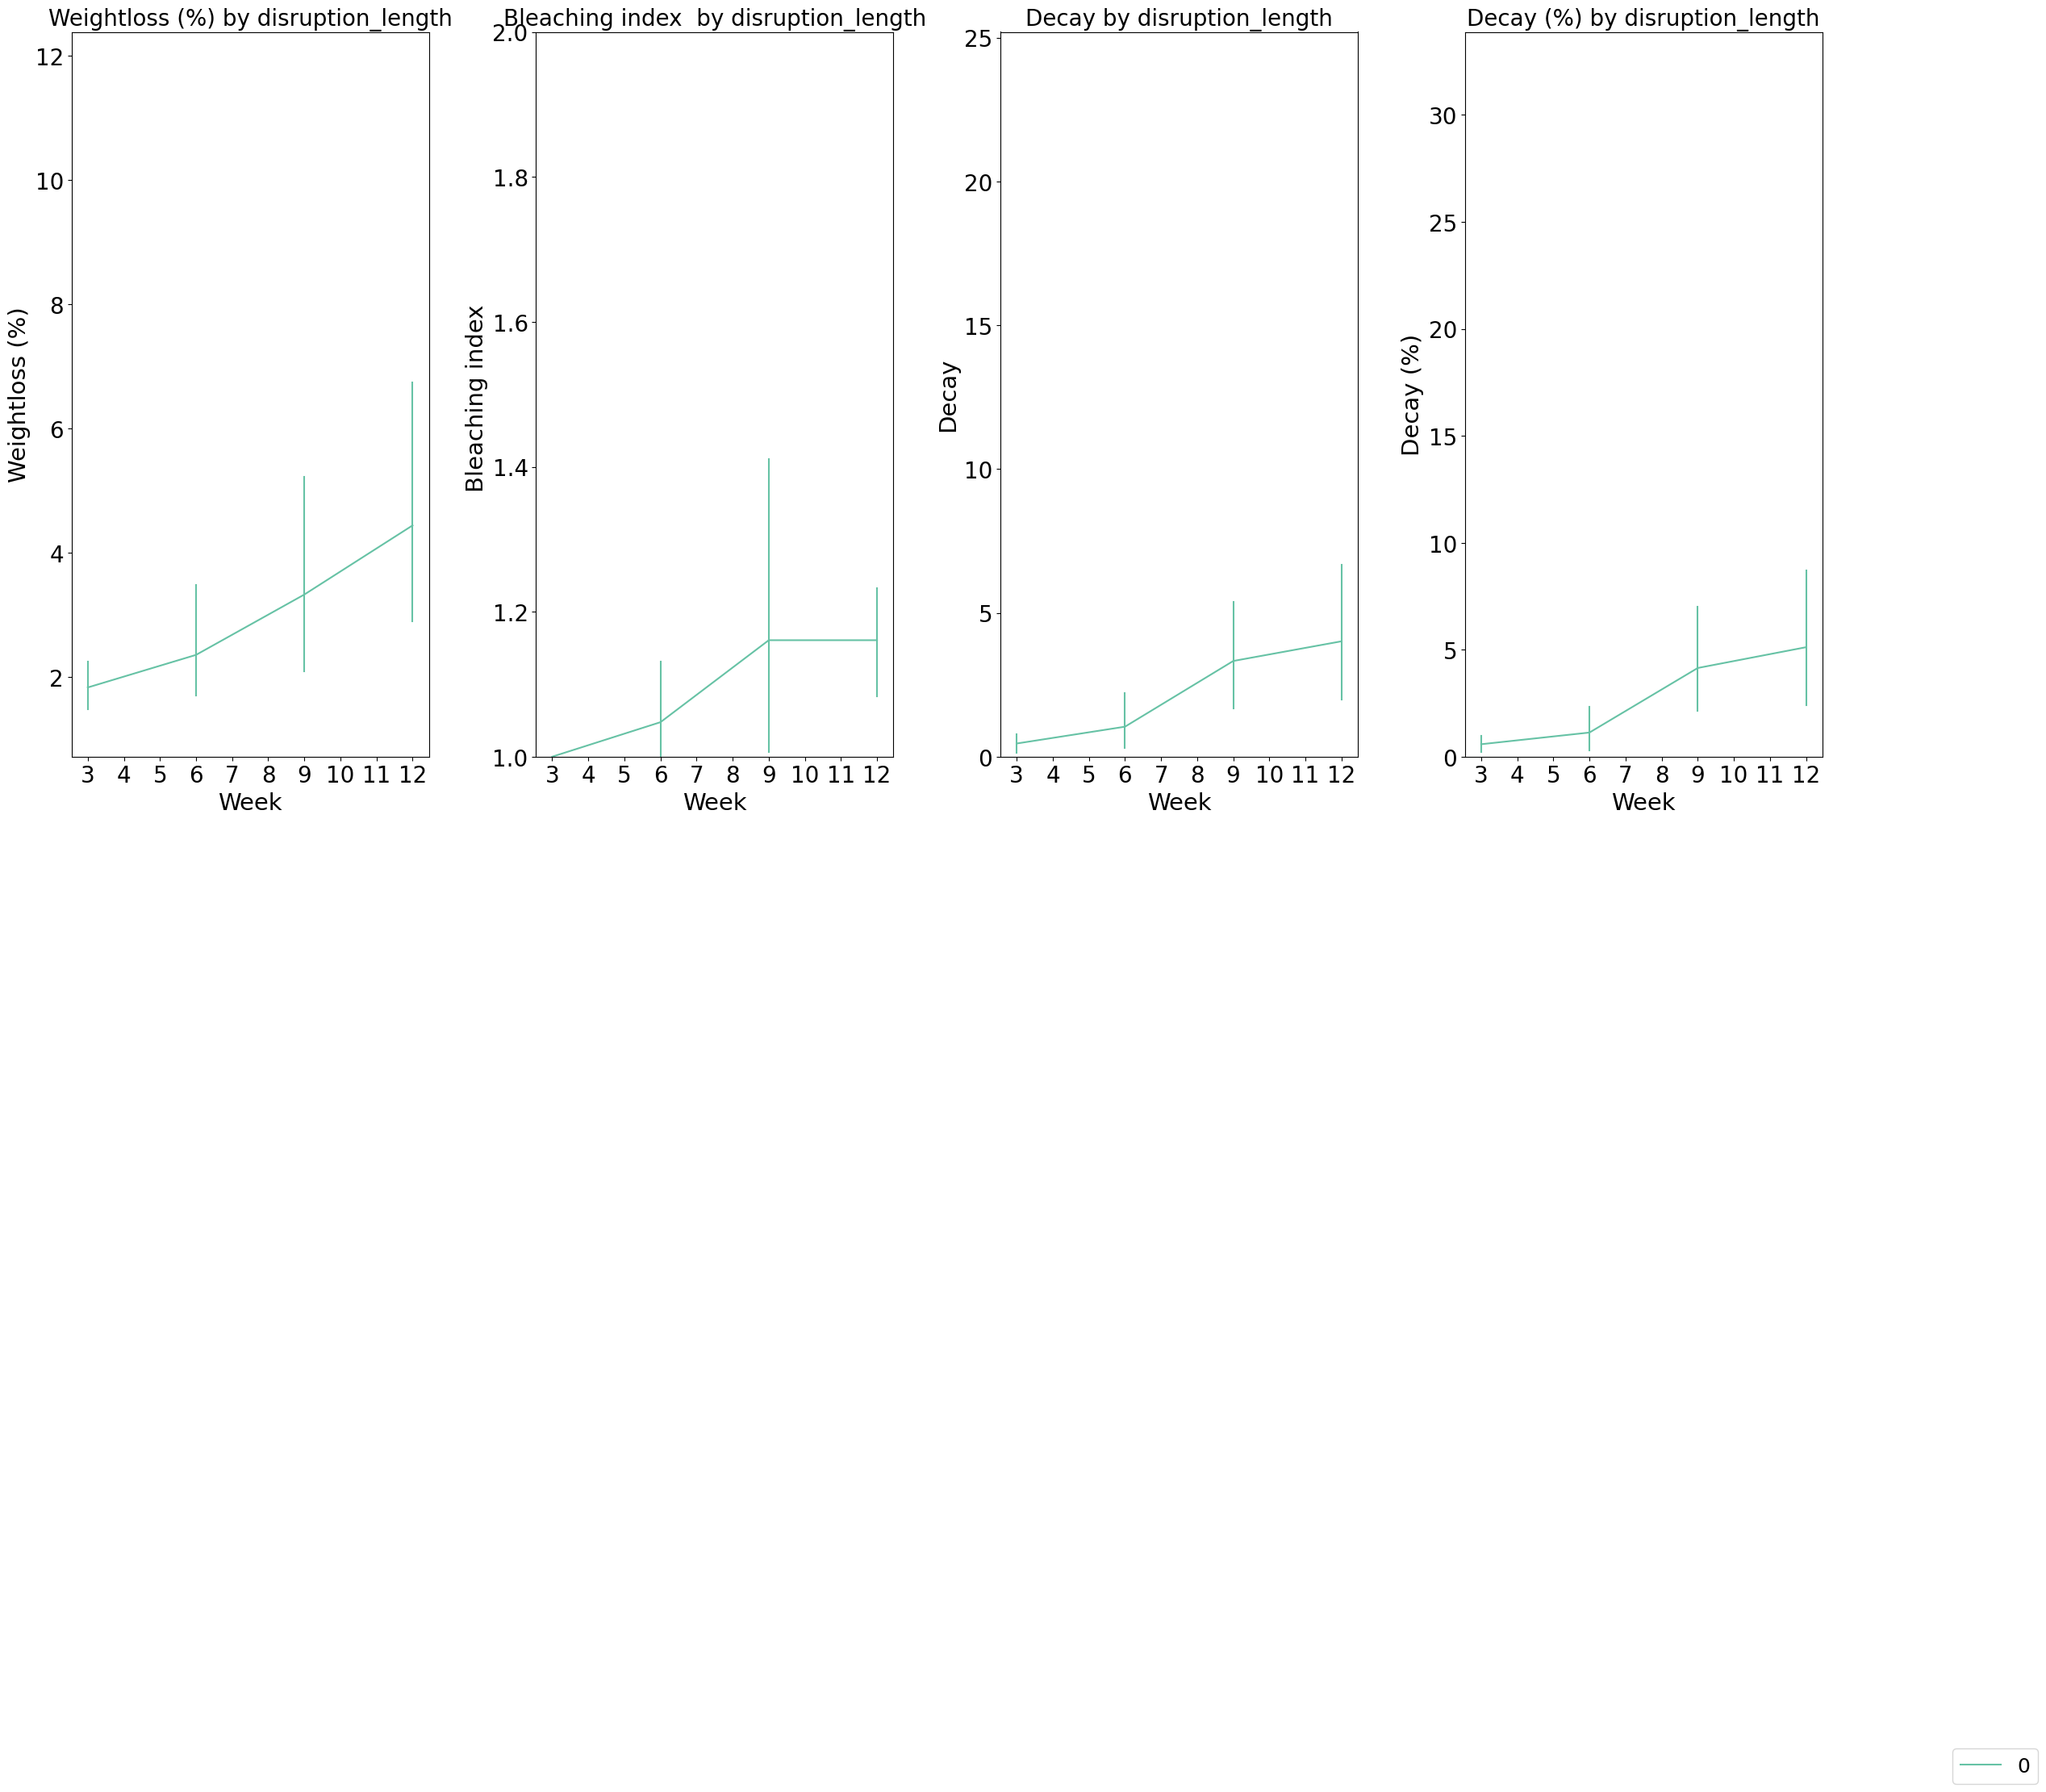 Weightloss (%) by disruption_length
Weightloss (%)
12
10
8
6
4
2
3 4 5 6 7 8 9 10 11 12
Week
Bleaching index  by disruption_length
Bleaching index
2.0
1.8
1.6
1.4
1.2
1.0
3 4 5 6 7 8 9 10 11 12
Week
Decay by disruption_length
Decay
25
20
15
10
5
0
3 4 5 6 7 8 9 10 11 12
Week
Decay (%) by disruption_length
Decay (%)
30
25
20
15
10
5
0
3 4 5 6 7 8 9 10 11 12
Week
0